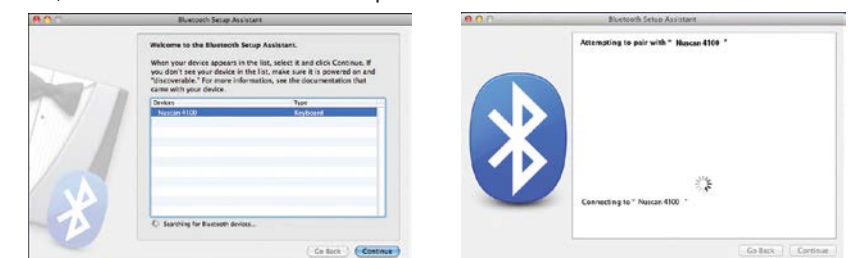 Bluetooth Setup Assistant
Welcome to the Bluetooth Setup Assistant.
When your device appears in the list, select it and click Continue. If
you don't see your device in the list, make sure it is powered on and
"discoverable." For more information, see the documentation that
came with your device.
Devices Type
Nuscan 4100 Keyboard
Searching for Bluetooth devices...
Go Back Continue
Bluetooth Setup Assistant
Attempting to pair with " Nuscan 4100 "
Connecting to " Nuscan 4100 "
Go Back Continue